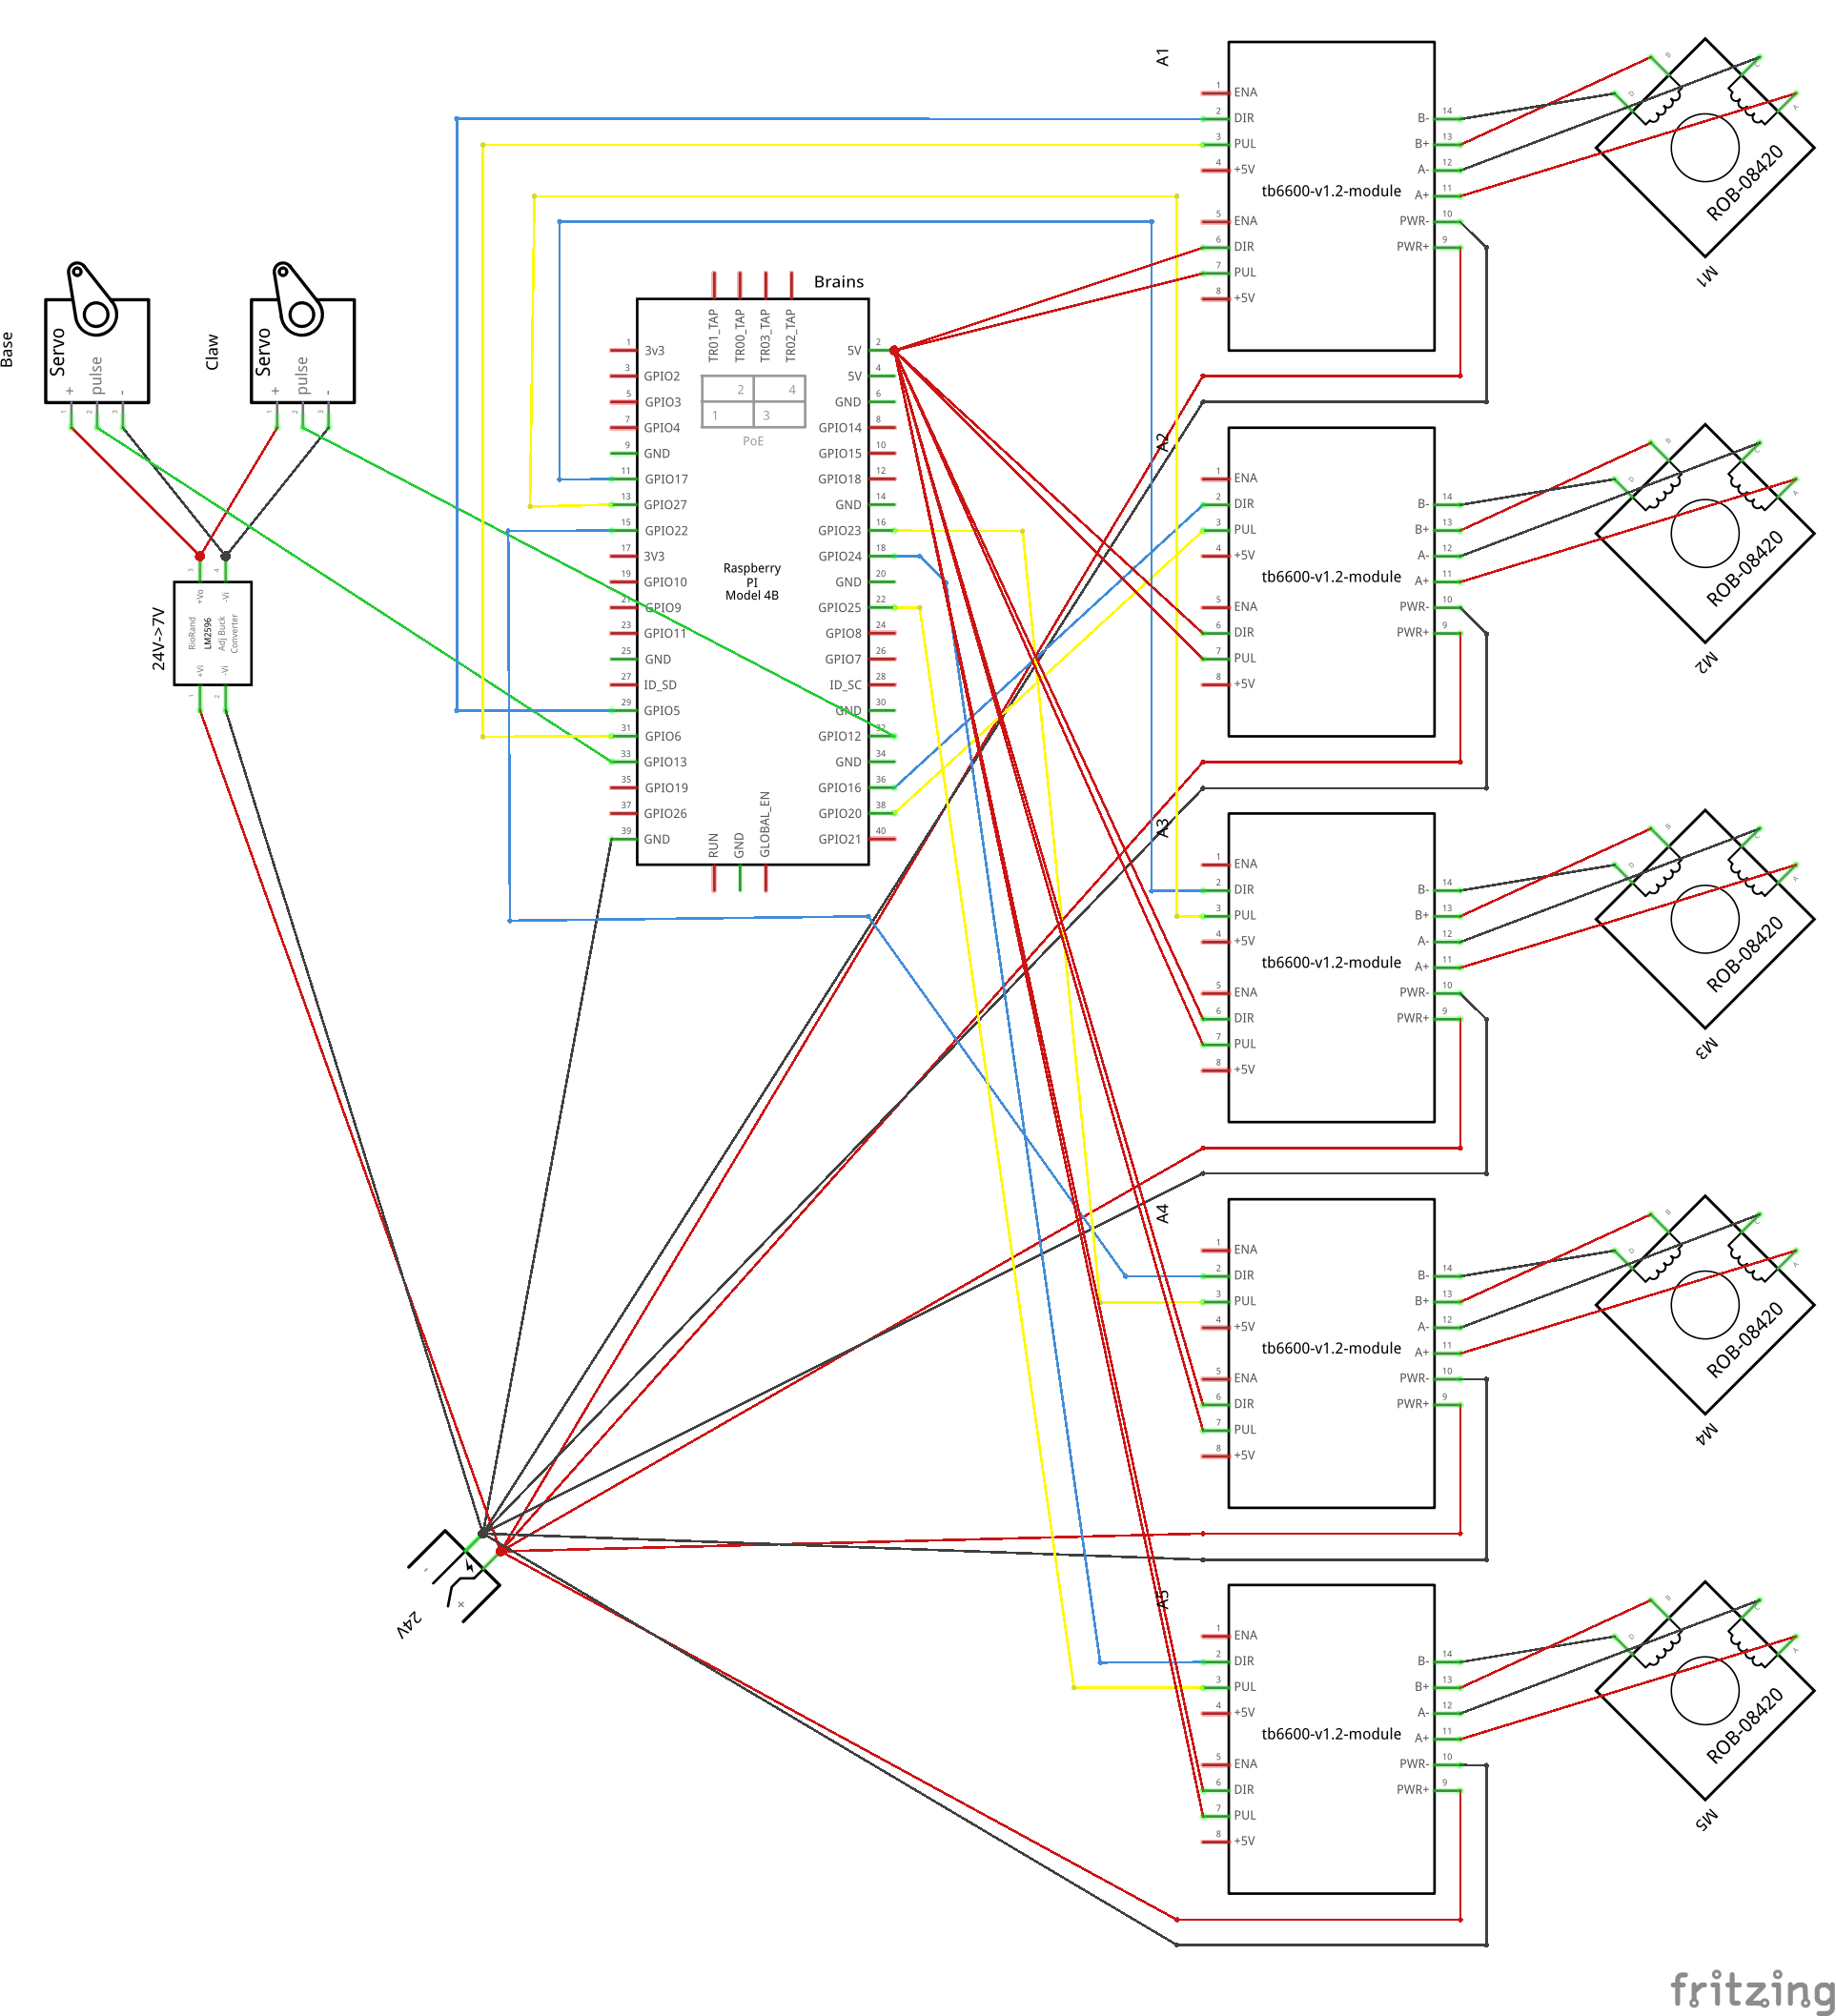 Brains
TR01_TAP
TR00_TAP
TR03_TAP
TR02_TAP
2 4
1 3
PoE
1 3v3
3 GPIO2
5 GPIO3
7 GPIO4
9 GND
11 GPIO17
13 GPIO27
15 GPIO22
17 3V3
19 GPIO10
21 GPIO9
23 GPIO11
GND
27 ID_SD
29 GPIO5
31 GPIO6
33 GPIO13
35 GPIO19
37 GPIO26
39 GND
Raspberry
PI
Model 4B
5V 2
5V 4
GND 6
GPIO14 8
GPIO15 10
GPIO18 12
GND 14
GPIO23 16
GPIO24 18
GND 20
GPIO25 22
GPIO8 24
GPIO7 26
ID_SC 28
GND 30
GPIO12 32
GND 34
GPIO16 36
GPIO20 38
GPIO21 40
25
RUN
GND
GLOBAL_EN
Base
Servo
+
pulse
-
1
2
3
Claw
Servo
+
pulse
-
1
2
3
24V->7V
3
4
+Vo
-Vi
RioRand
LM2596
Adj Buck
Converter
+Vi
-Vi
1
2
24V
-
+
A1
1 ENA
2 DIR
3 PUL
4 +5V
5 ENA
6 DIR
7 PUL
8 +5V
tb6600-v1.2-module
B- 14
B+ 13
A- 12
A+ 11
PWR- 10
PWR+ 9
B
C
D
A
ROB-08420
M1
A2
1 ENA
2 DIR
3 PUL
4 +5V
5 ENA
6 DIR
7 PUL
8 +5V
tb6600-v1.2-module
B- 14
B+ 13
A- 12
A+ 11
PWR- 10
PWR+ 9
B
C
D
A
ROB-08420
M2
A3
1 ENA
2 DIR
3 PUL
4 +5V
5 ENA
6 DIR
7 PUL
8 +5V
tb6600-v1.2-module
B- 14
B+ 13
A- 12
A+ 11
PWR- 10
PWR+ 9
B
C
D
A
ROB-08420
M3
A4
1 ENA
2 DIR
3 PUL
4 +5V
5 ENA
6 DIR
7 PUL
8 +5V
tb6600-v1.2-module
B- 14
B+ 13
A- 12
A+ 11
PWR- 10
PWR+ 9
B
C
D
A
ROB-08420
M4
A5
1 ENA
2 DIR
3 PUL
4 +5V
5 ENA
6 DIR
7 PUL
8 +5V
tb6600-v1.2-module
B- 14
B+ 13
A- 12
A+ 11
PWR- 10
PWR+ 9
B
C
D
A
ROB-08420
M5
fritzing